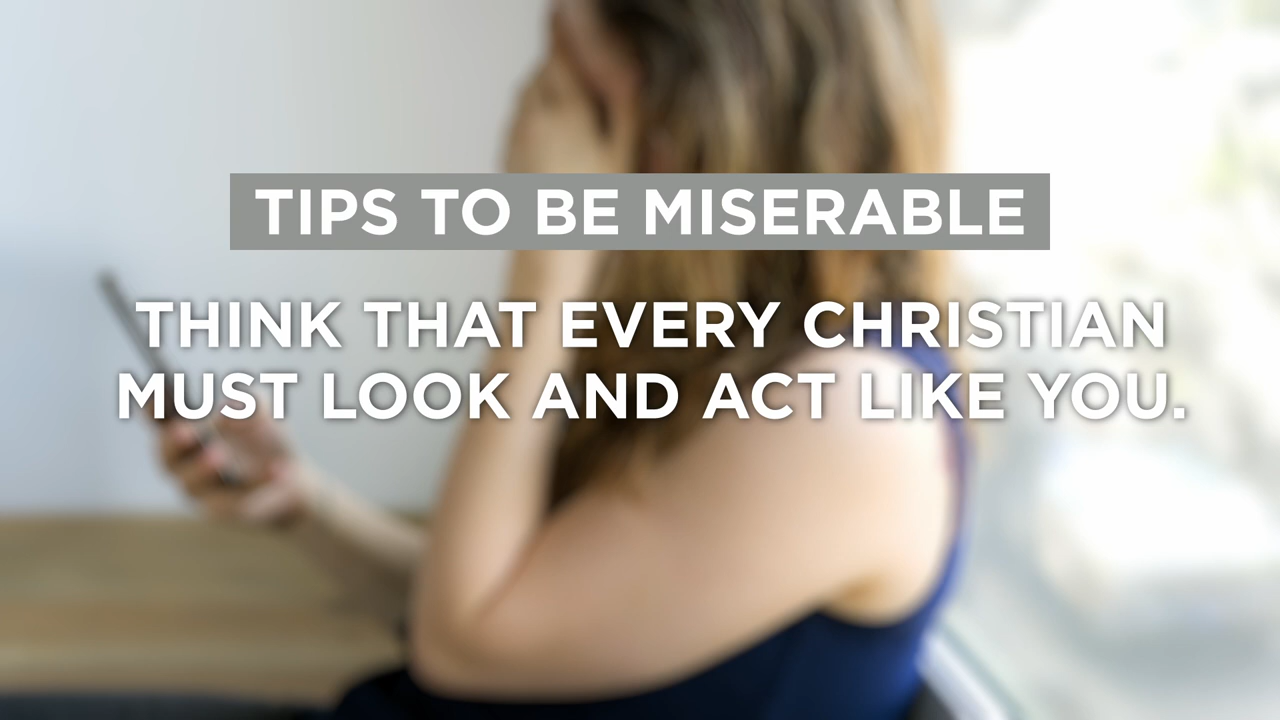 TIPS TO BE MISERABLE
THINK THAT EVERY CHRISTIAN
MUST LOOK AND ACT LIKE YOU.